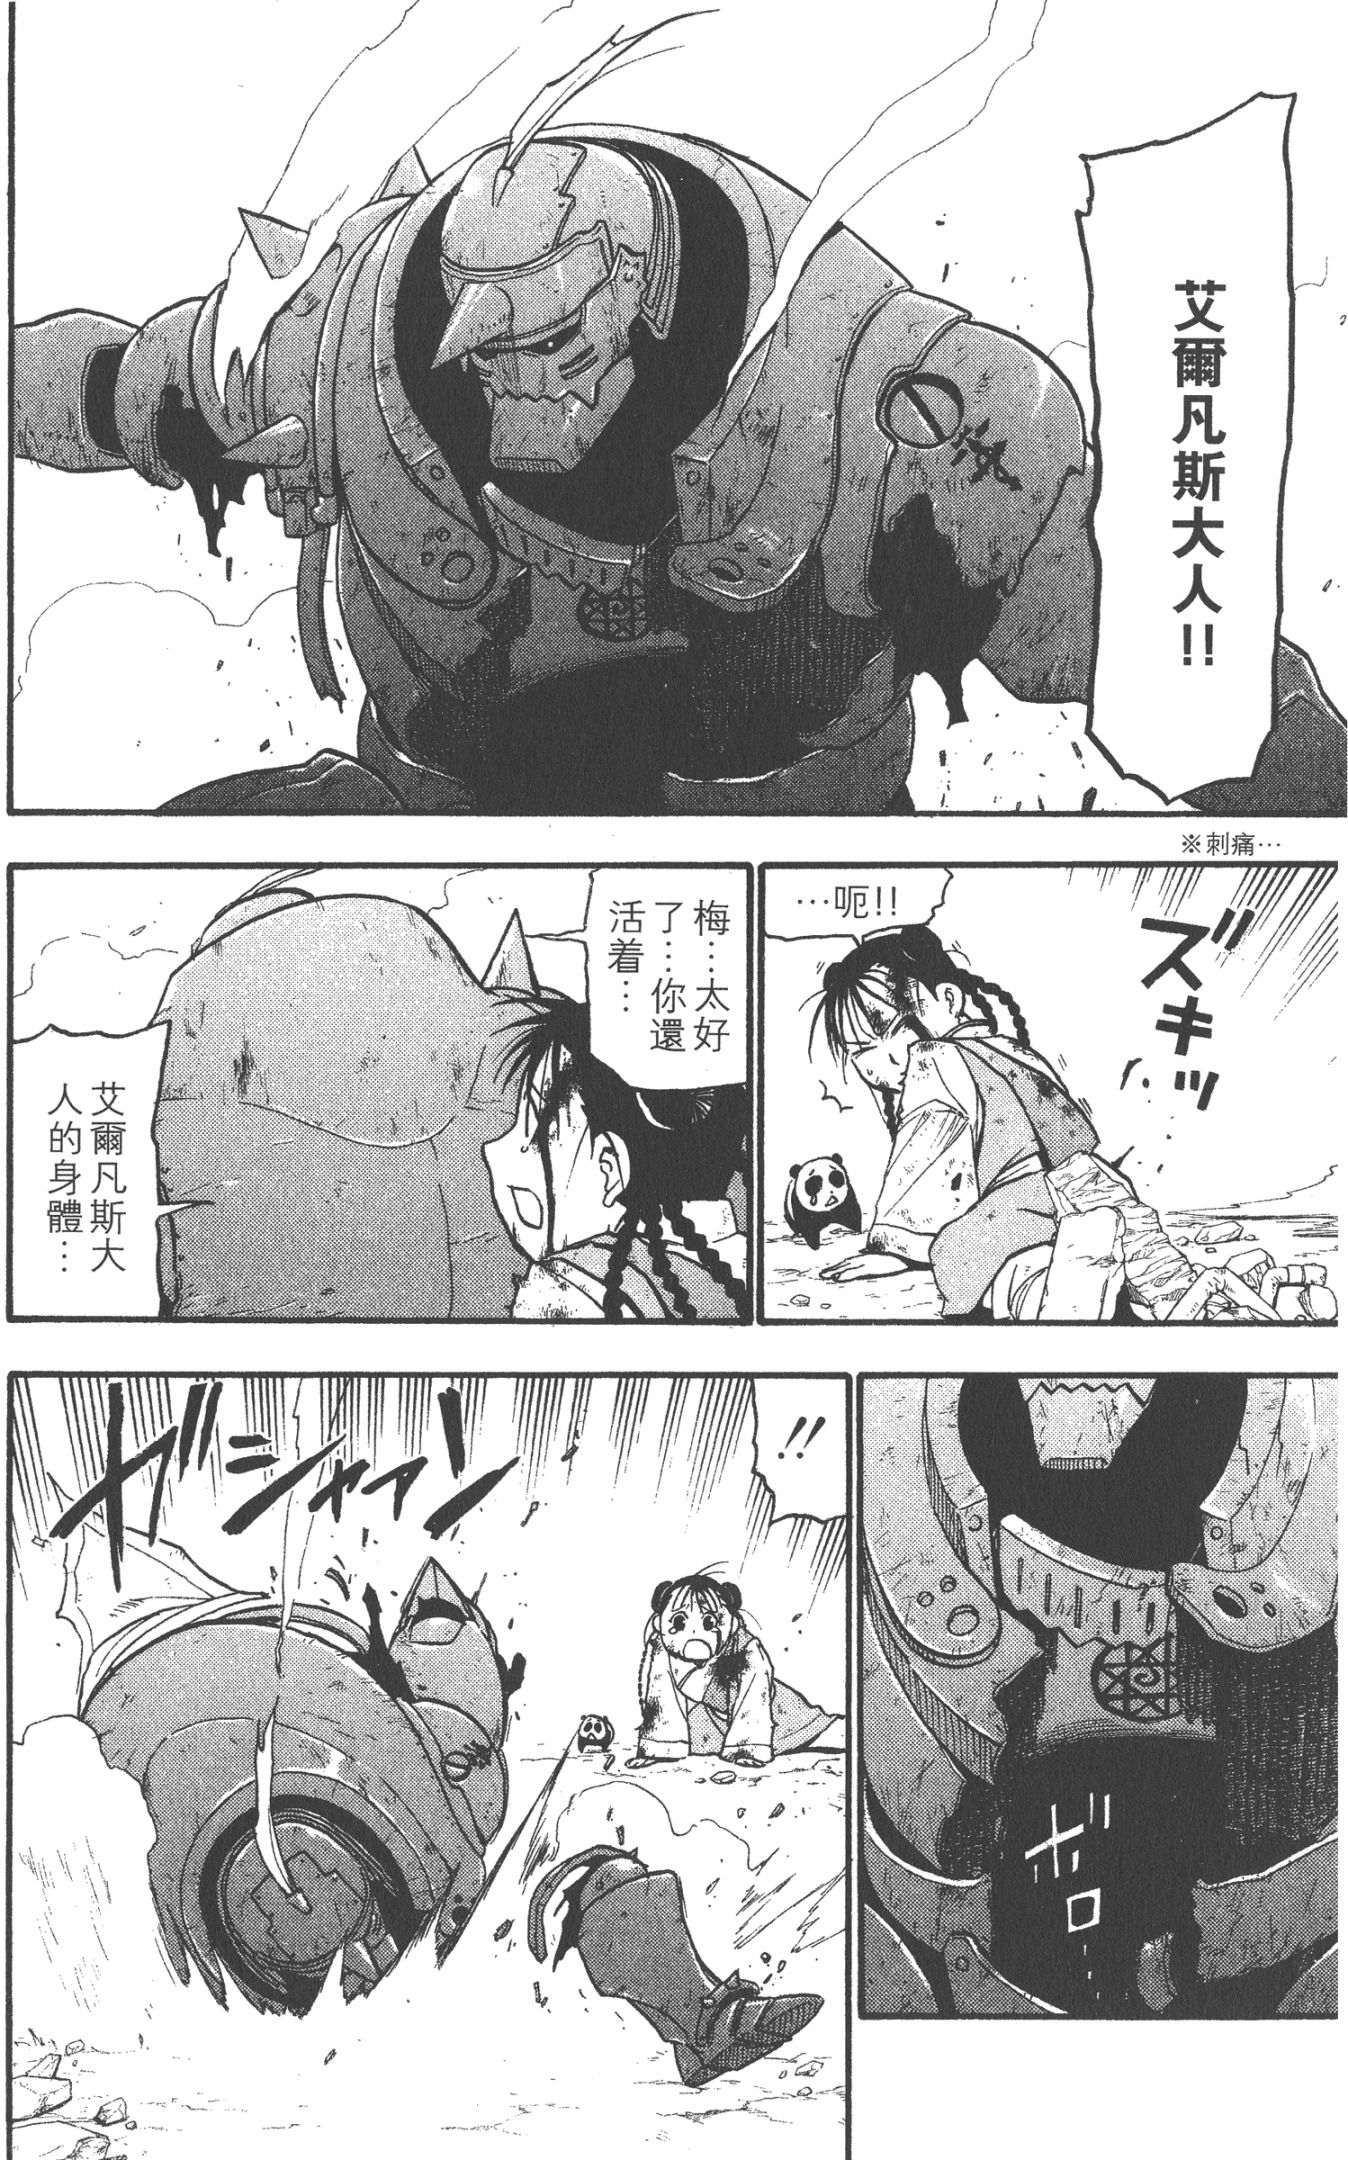 艾爾凡斯大人!!
※刺痛…
…呃!!
ズキッ
梅…太好
了…你還
活着…
艾爾凡斯大
人的身體…
ボロ
!!
ガシャァン